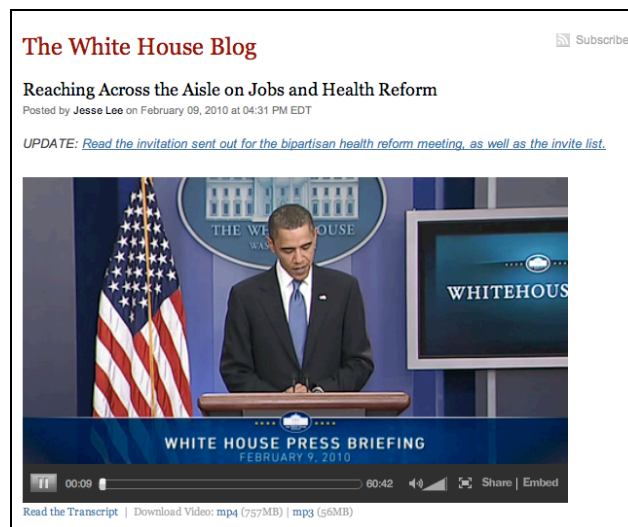 The White House Blog
Subscribe
Reaching Across the Aisle on Jobs and Health Reform
Posted by Jesse Lee on February 09, 2010 at 04:31 PM EDT
UPDATE: Read the invitation sent out for the bipartisan health reform meeting, as well as the invite list.
THE WHITE HOUSE
WAS
WHITEHOUS
WHITE HOUSE PRESS BRIEFING
FEBRUARY 9, 2010
00:09
60:42
Share | Embed
Read the Transcript | Download Video: mp4 (757MB) | mp3 (56MB)